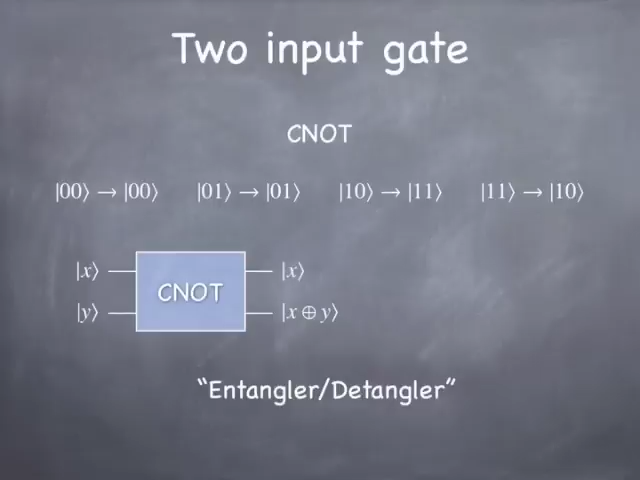 Two input gate
CNOT
|00⟩ → |00⟩ |01⟩ → |01⟩ |10⟩ → |11⟩ |11⟩ → |10⟩
|x⟩ |x⟩
CNOT
|y⟩ |x ⊕ y⟩
“Entangler/Detangler”